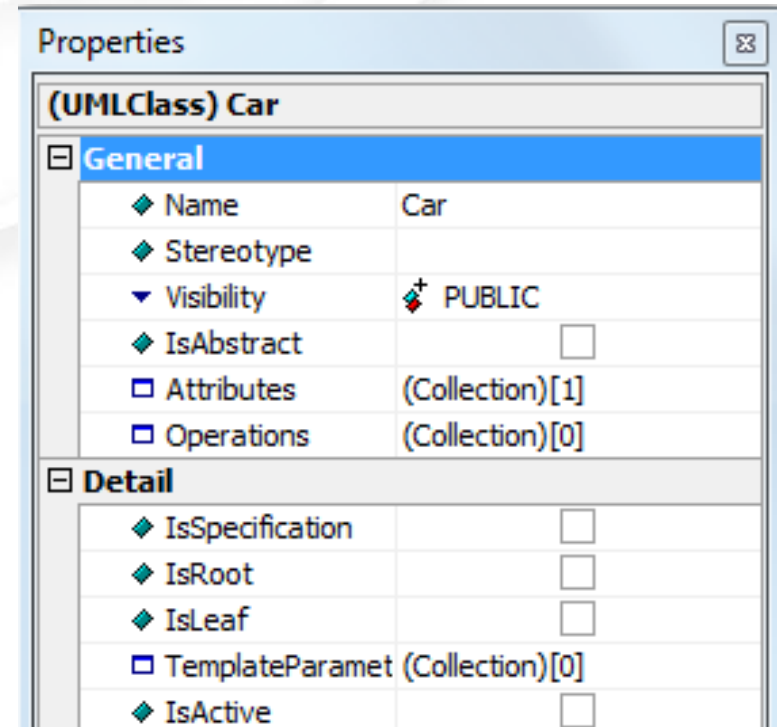 Properties
(UMLClass) Car
General
Name Car
Stereotype
Visibility PUBLIC
IsAbstract
Attributes (Collection)[1]
Operations (Collection)[0]
Detail
IsSpecification
IsRoot
IsLeaf
TemplateParamet (Collection)[0]
IsActive